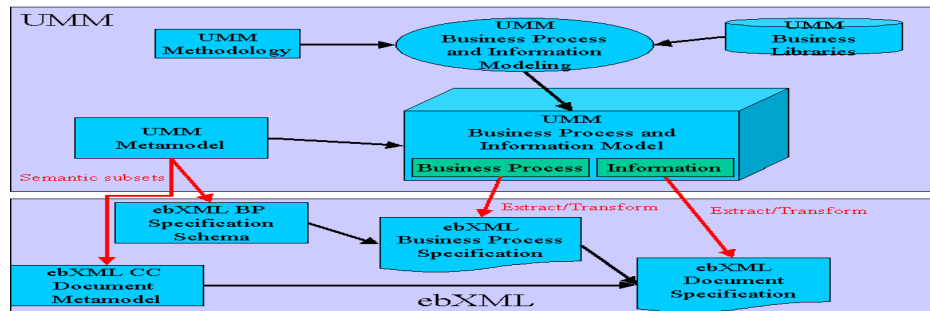 UMM
UMM
Methodology
UMM
Business Process
and Information
Modeling
UMM
Business
Libraries
UMM
Metamodel
UMM
Business Process and
Information Model
Business Process
Information
Semantic subsets
Extract/Transform
Extract/Transform
ebXML BP
Specification
Schema
ebXML
Business Process
Specification
ebXML CC
Document
Metamodel
ebXML
Document
Specification
ebXML